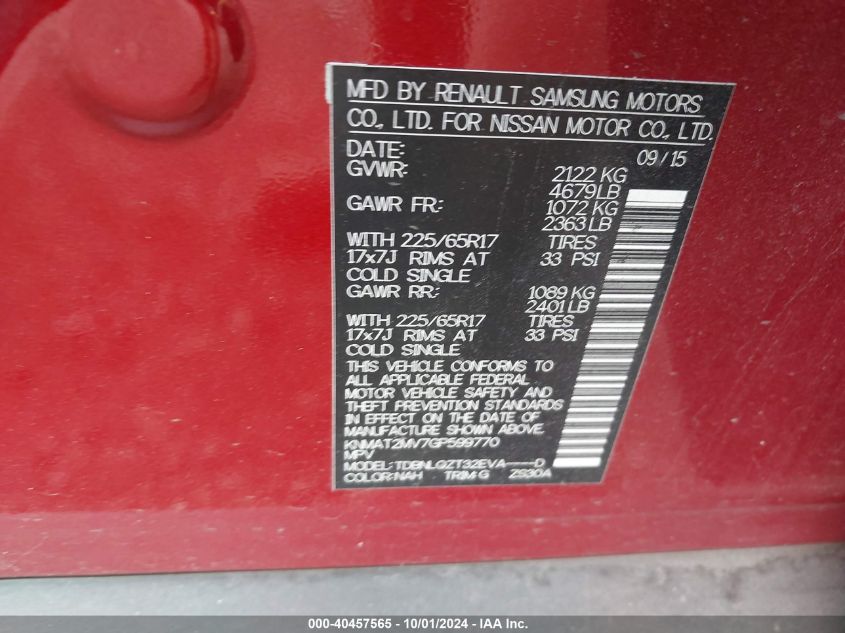 MFD BY RENAULT SAMSUNG MOTORS
CO., LTD. FOR NISSAN MOTOR CO., LTD.
DATE: 09/15
GVWR: 2122 KG
4679 LB
GAWR FR: 1072 KG
2363 LB
WITH 225/65R17 TIRES
17x7J RIMS AT 33 PSI
COLD SINGLE
GAWR RR: 1089 KG
2401 LB
WITH 225/65R17 TIRES
17x7J RIMS AT 33 PSI
COLD SINGLE
THIS VEHICLE CONFORMS TO
ALL APPLICABLE FEDERAL
MOTOR VEHICLE SAFETY AND
THEFT PREVENTION STANDARDS
IN EFFECT ON THE DATE OF
MANUFACTURE SHOWN ABOVE.
KNMAT2MV7GP599770
MPV
MODEL: TDBNLQZT32EVA----D
COLOR: NAH TRIM: G ZS30A
000-40457565 - 10/01/2024 - IAA Inc.